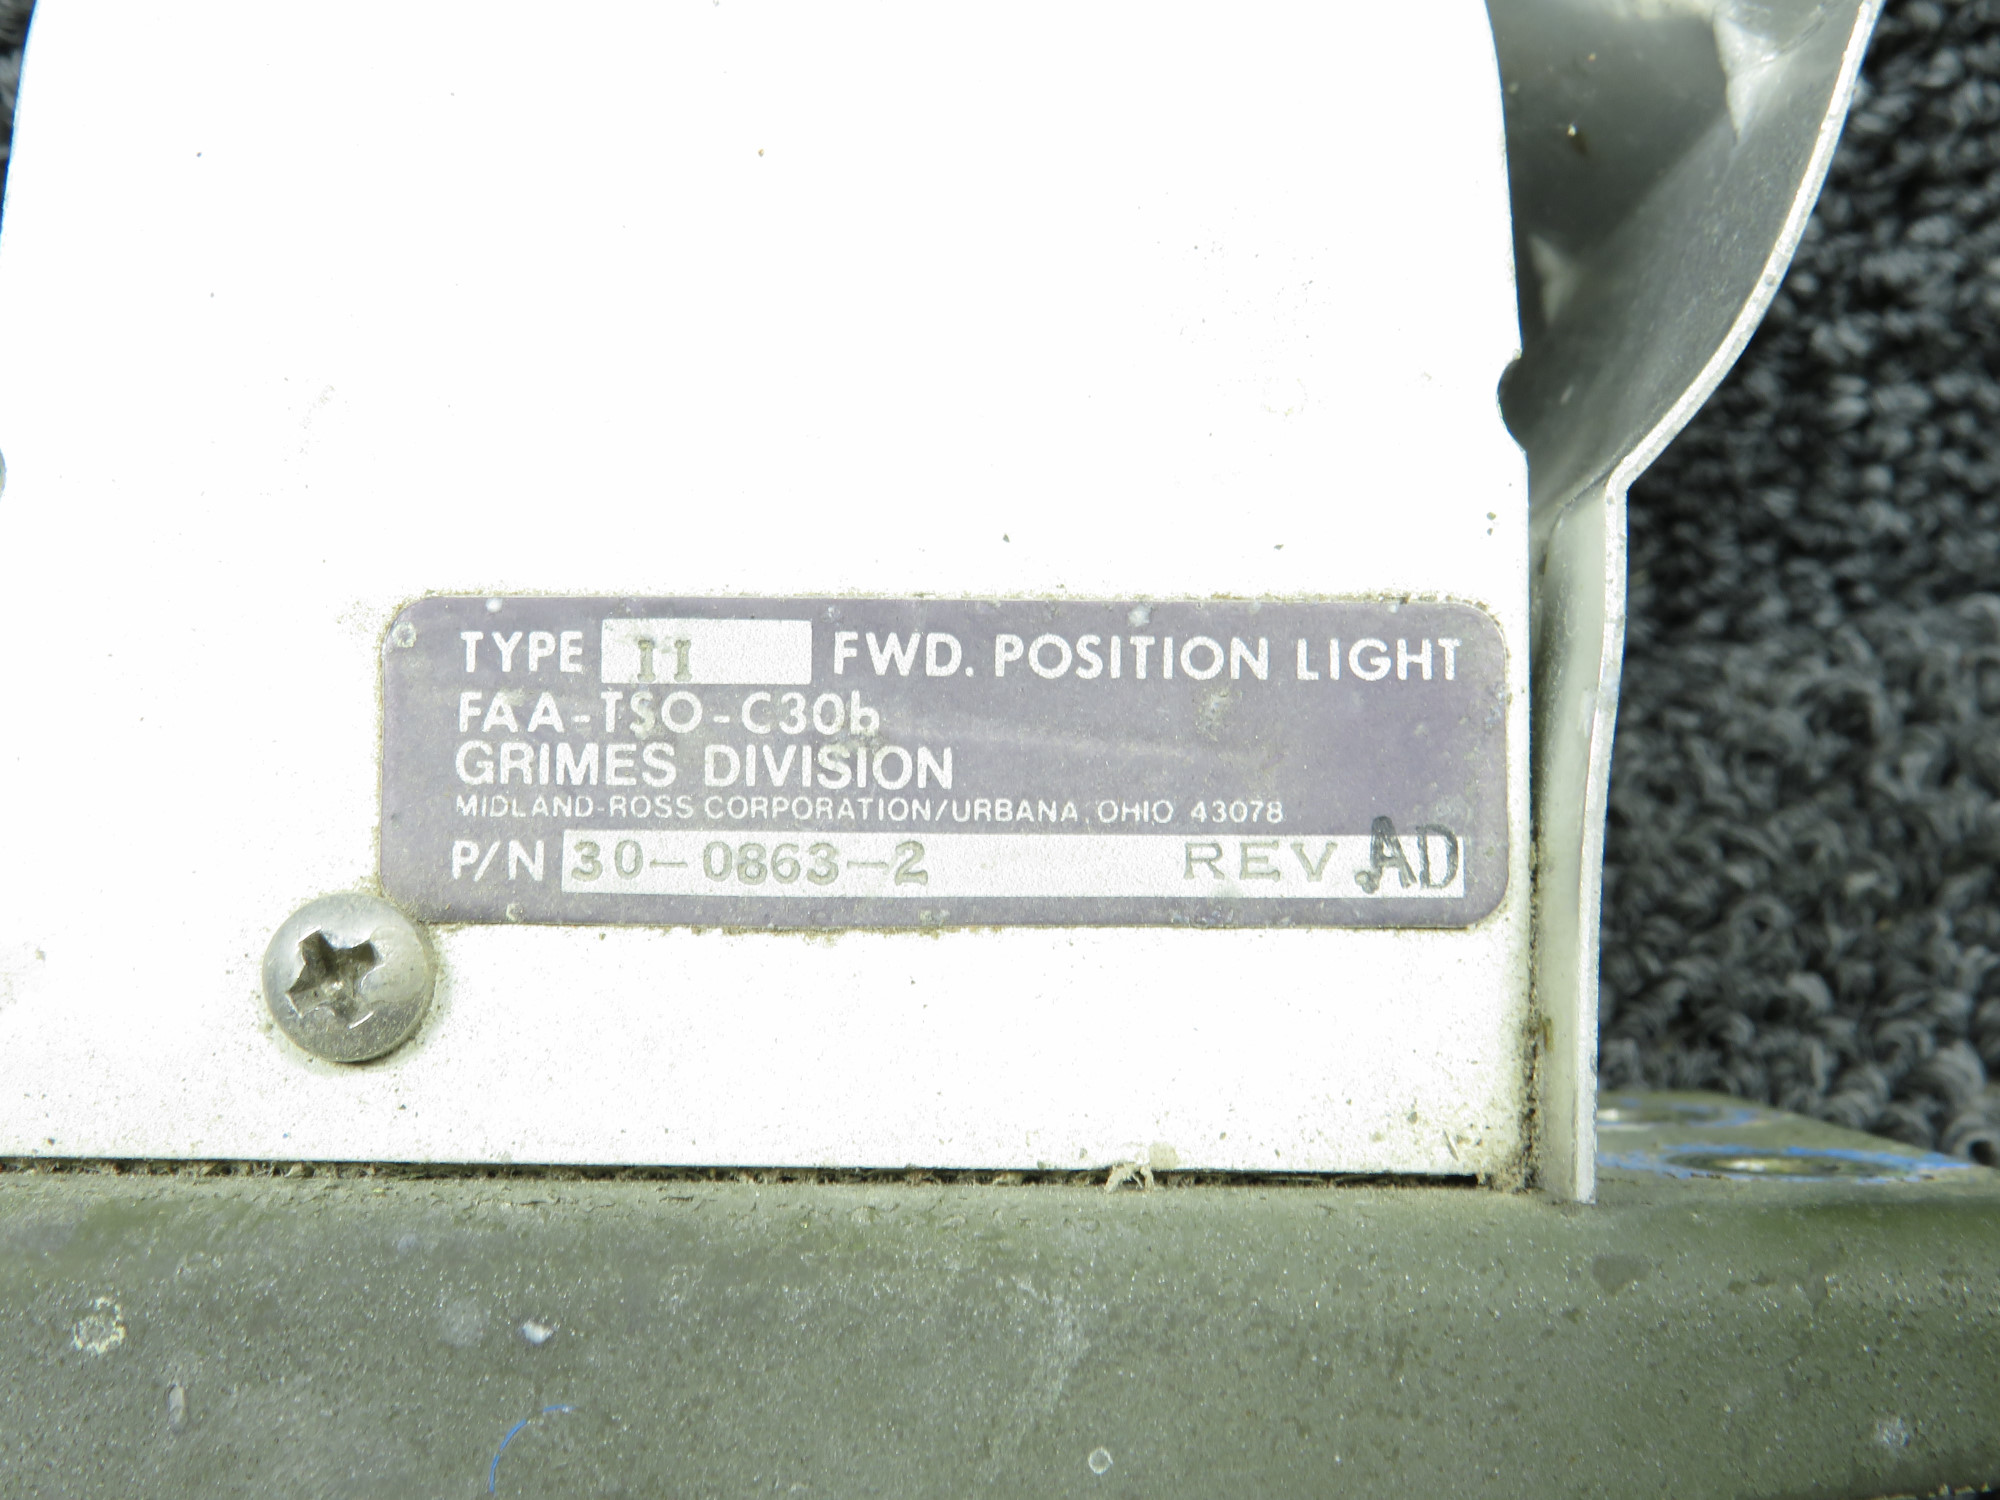 TYPE II FWD. POSITION LIGHT
FAA-TSO-C30b
GRIMES DIVISION
MIDLAND-ROSS CORPORATION/URBANA, OHIO 43078
P/N 30-0863-2 REV. AD